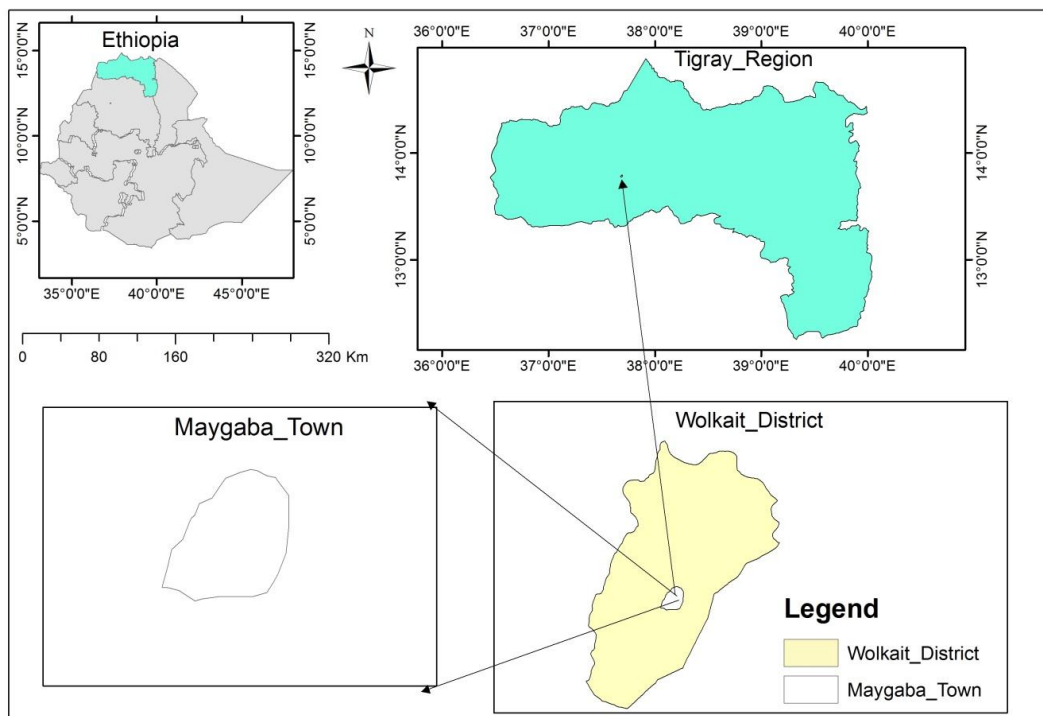 Ethiopia
15°0'0"N
10°0'0"N
5°0'0"N
15°0'0"N
10°0'0"N
5°0'0"N
35°0'0"E 40°0'0"E 45°0'0"E
N
36°0'0"E 37°0'0"E 38°0'0"E 39°0'0"E 40°0'0"E
Tigray_Region
14°0'0"N
13°0'0"N
14°0'0"N
13°0'0"N
36°0'0"E 37°0'0"E 38°0'0"E 39°0'0"E 40°0'0"E
0 80 160 320 Km
Maygaba_Town
Wolkait_District
Legend
Wolkait_District
Maygaba_Town